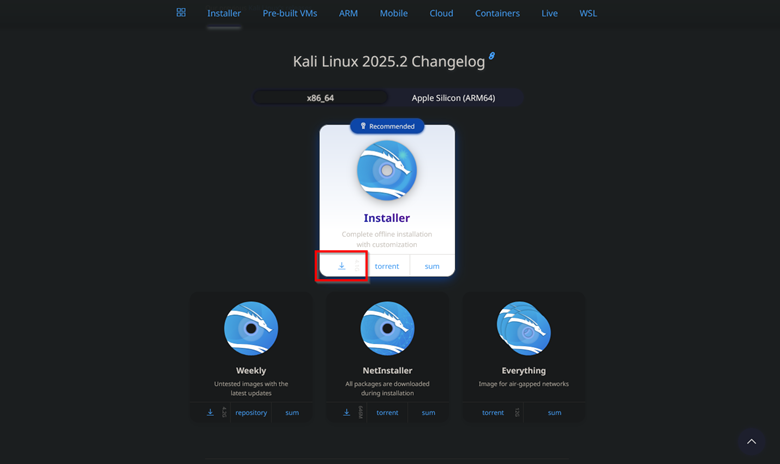 Installer
Pre-built VMs
ARM
Mobile
Cloud
Containers
Live
WSL
Kali Linux 2025.2 Changelog
x86_64
Apple Silicon (ARM64)
Recommended
Installer
Complete offline installation
with customization
torrent
sum
Weekly
Untested images with the
latest updates
repository
sum
NetInstaller
All packages are downloaded
during installation
torrent
sum
Everything
Image for air-gapped networks
torrent
sum